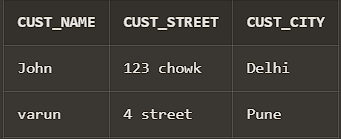 CUST_NAME CUST_STREET CUST_CITY
John 123 chowk Delhi
varun 4 street Pune